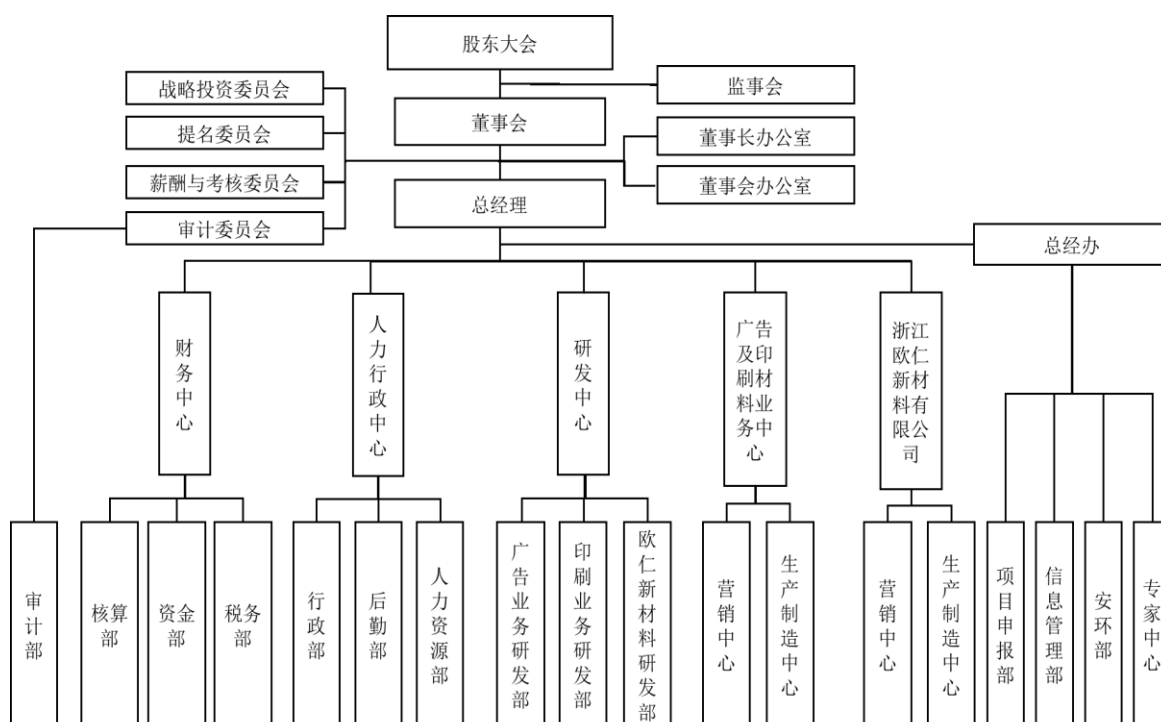 股东大会
战略投资委员会
监事会
提名委员会
董事会
董事长办公室
薪酬与考核委员会
董事会办公室
总经理
审计委员会
总经办
财务中心
人力行政中心
研发中心
广告
及印
刷材
料业
务中
心
浙江
欧仁
新材
料有
限公
司
审计部
核算
部
资金
部
税务
部
行政部
后勤部
人力资源部
广告业务研发部
印刷业务研发部
欧仁新材料研发部
营销中心
生产制造中心
营销中心
生产制造中心
项目申报部
信息管理部
安环部
专家中心